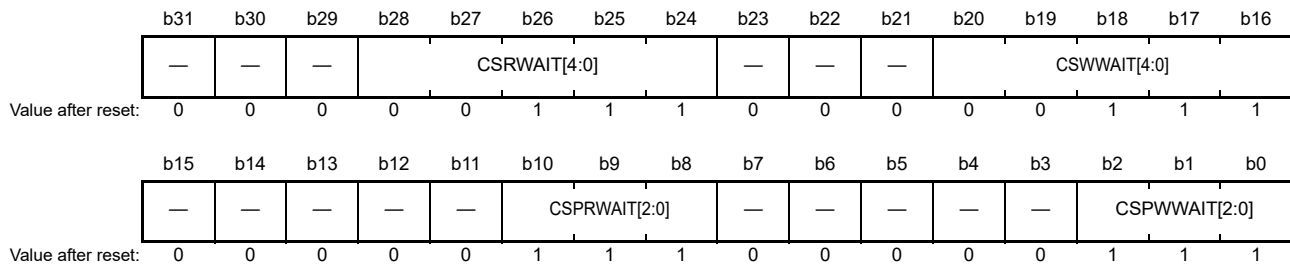 b31 b30 b29 b28 b27 b26 b25 b24 b23 b22 b21 b20 b19 b18 b17 b16
— — — CSRWAIT[4:0] — — — CSWWAIT[4:0]
Value after reset: 0 0 0 0 0 1 1 1 0 0 0 0 0 1 1 1
b15 b14 b13 b12 b11 b10 b9 b8 b7 b6 b5 b4 b3 b2 b1 b0
— — — — — CSPRWAIT[2:0] — — — — — CSPWWAIT[2:0]
Value after reset: 0 0 0 0 0 1 1 1 0 0 0 0 0 1 1 1